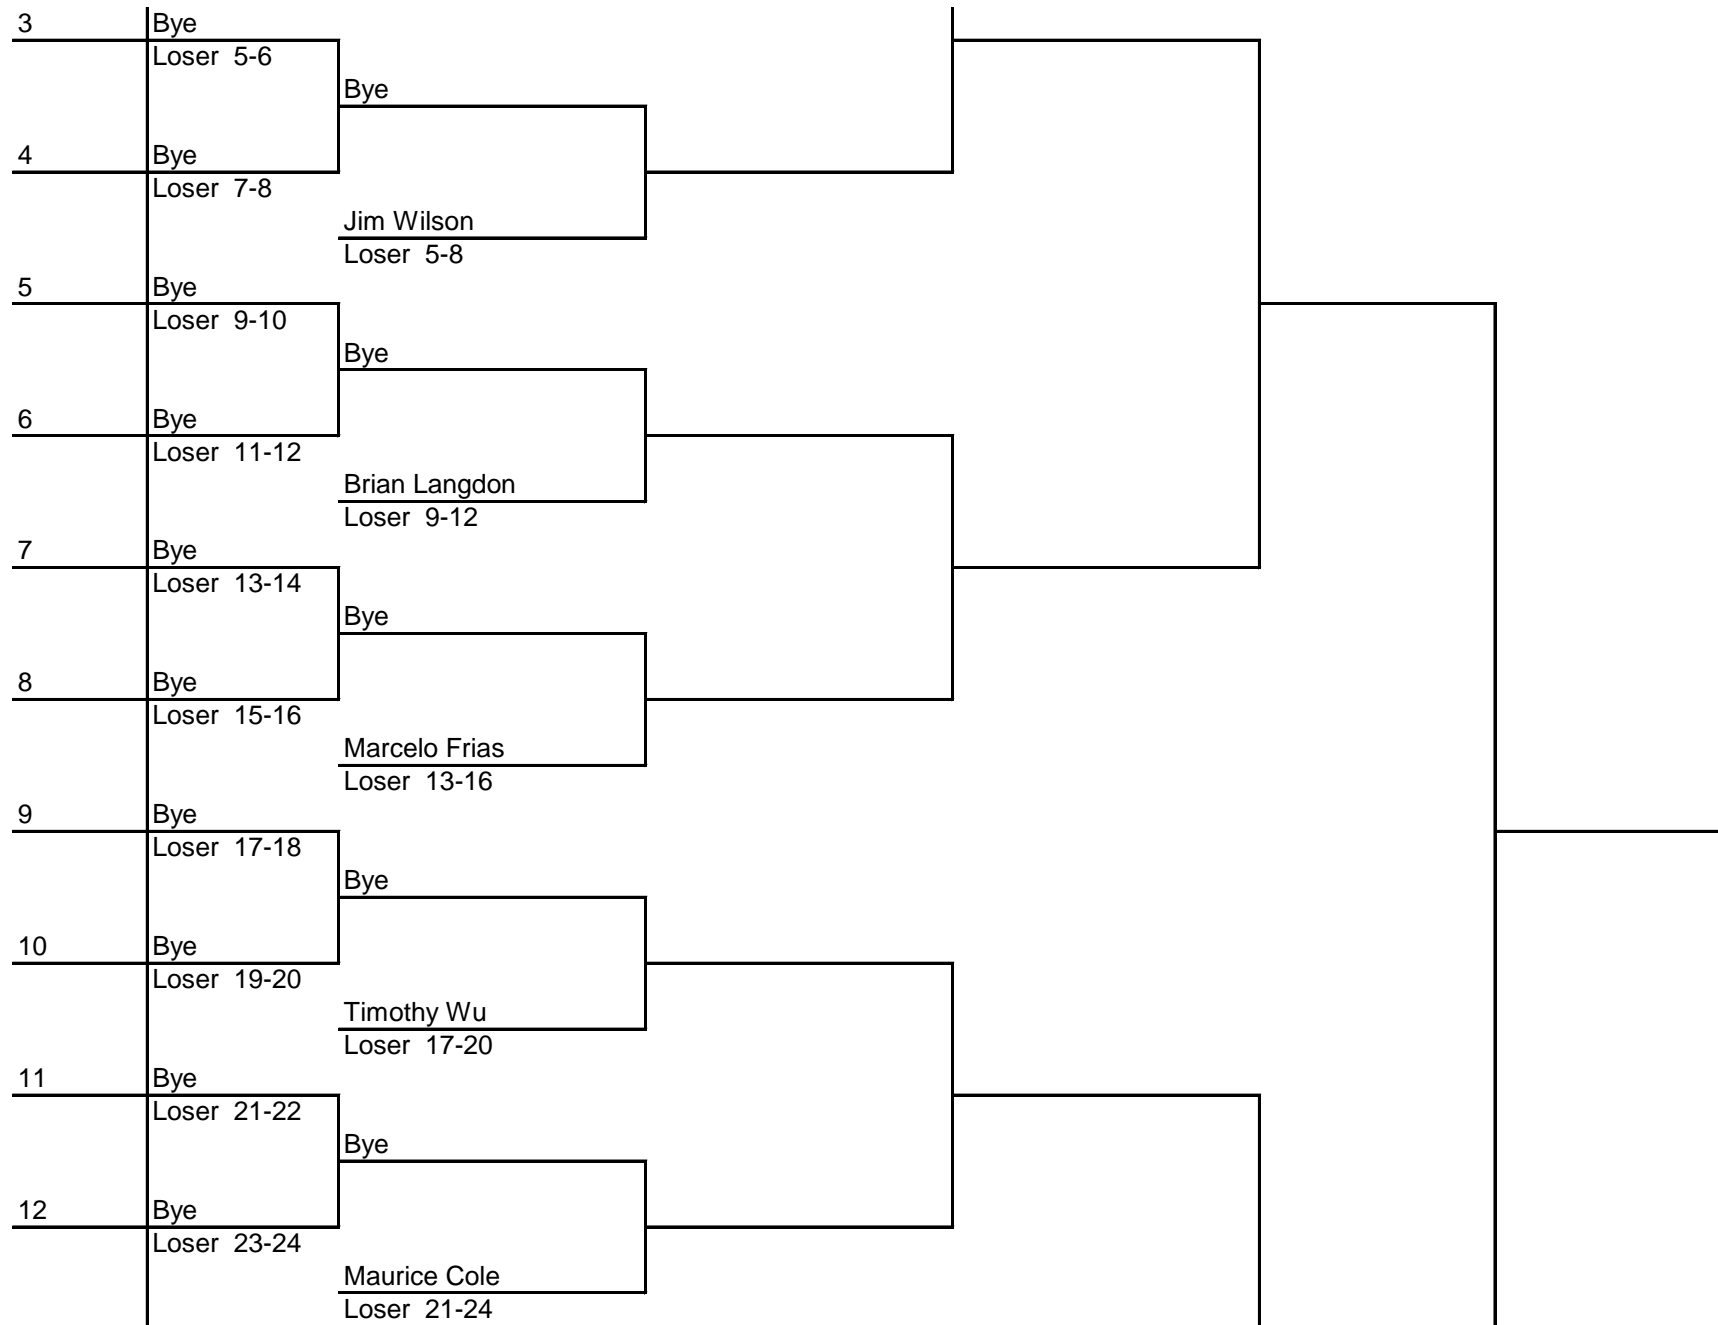 3 Bye
Loser 5-6
Bye
4 Bye
Loser 7-8
Jim Wilson
Loser 5-8
5 Bye
Loser 9-10
Bye
6 Bye
Loser 11-12
Brian Langdon
Loser 9-12
7 Bye
Loser 13-14
Bye
8 Bye
Loser 15-16
Marcelo Frias
Loser 13-16
9 Bye
Loser 17-18
Bye
10 Bye
Loser 19-20
Timothy Wu
Loser 17-20
11 Bye
Loser 21-22
Bye
12 Bye
Loser 23-24
Maurice Cole
Loser 21-24